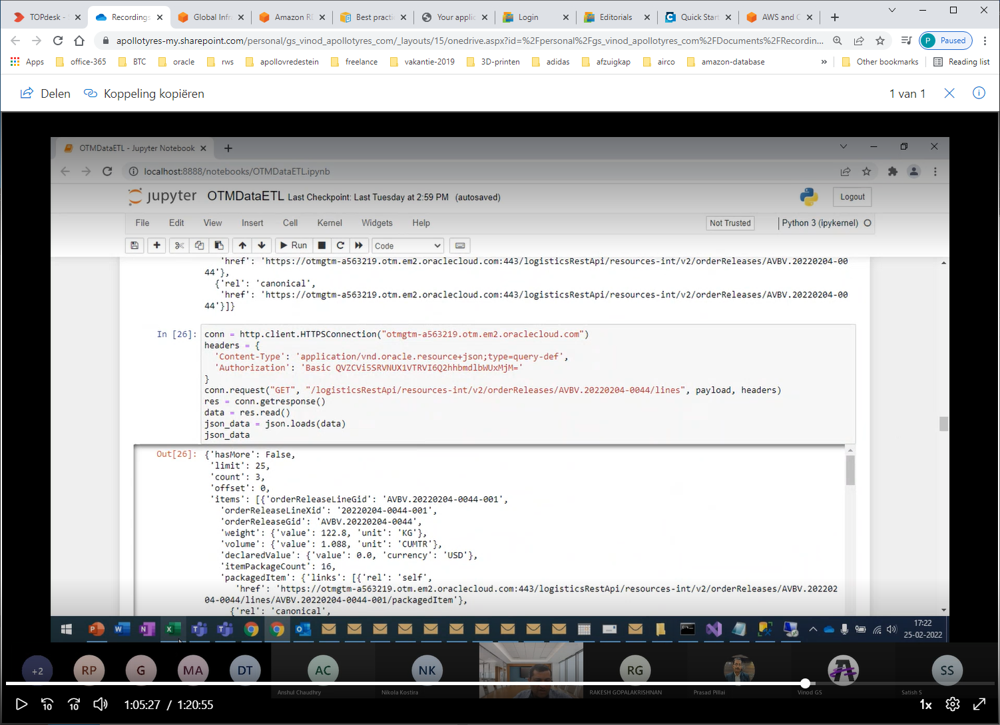 TOPdesk -
Recordings
Global Infra
Amazon RD
Best practi
Your applic
Login
Editorials
Quick Start
AWS and C
apollotyres-my.sharepoint.com/personal/gs_vinod_apollotyres_com/_layouts/15/onedrive.aspx?id=%2Fpersonal%2Fgs_vinod_apollotyres_com%2FDocuments%2FRecordin...
P Paused
Apps office-365 BTC oracle rws apollovredestein freelance vakantie-2019 3D-printen adidas afzuigkap airco amazon-database » Other bookmarks Reading list
Delen Koppeling kopiëren 1 van 1
OTMDataETL - Jupyter Notebook
localhost:8888/notebooks/OTMDataETL.ipynb
jupyter OTMDataETL Last Checkpoint: Last Tuesday at 2:59 PM (autosaved) Logout
File Edit View Insert Cell Kernel Widgets Help Not Trusted Python 3 (ipykernel)
Run Code
'href': 'https://otmgtm-a563219.otm.em2.oraclecloud.com:443/logisticsRestApi/resources-int/v2/orderReleases/AVBV.20220204-00
44'},
{'rel': 'canonical',
'href': 'https://otmgtm-a563219.otm.em2.oraclecloud.com:443/logisticsRestApi/resources-int/v2/orderReleases/AVBV.20220204-00
44'}]}
In [26]: conn = http.client.HTTPSConnection("otmgtm-a563219.otm.em2.oraclecloud.com")
headers = {
'Content-Type': 'application/vnd.oracle.resource+json;type=query-def',
'Authorization': 'Basic QVZCVi5SRVNUX1VTRVI6Q2hhbmdlbWUxMjM='
}
conn.request("GET", "/logisticsRestApi/resources-int/v2/orderReleases/AVBV.20220204-0044/lines", payload, headers)
res = conn.getresponse()
data = res.read()
json_data = json.loads(data)
json_data
Out[26]: {'hasMore': False,
'limit': 25,
'count': 3,
'offset': 0,
'items': [{'orderReleaseLineGid': 'AVBV.20220204-0044-001',
'orderReleaseLineXid': '20220204-0044-001',
'orderReleaseGid': 'AVBV.20220204-0044',
'weight': {'value': 122.8, 'unit': 'KG'},
'volume': {'value': 1.088, 'unit': 'CUMTR'},
'declaredValue': {'value': 0.0, 'currency': 'USD'},
'itemPackageCount': 16,
'packagedItem': {'links': [{'rel': 'self',
'href': 'https://otmgtm-a563219.otm.em2.oraclecloud.com:443/logisticsRestApi/resources-int/v2/orderReleases/AVBV.202202
04-0044/lines/AVBV.20220204-0044-001/packagedItem'},
{'rel': 'canonical',
17:22
25-02-2022
+2 RP G MA DT AC NK RG SS
Anshul Chaudhry Nikola Kostira RAKESH GOPALAKRISHNAN Prasad Pillai Vinod GS Satish S
10 10 1:05:27 / 1:20:55 1x